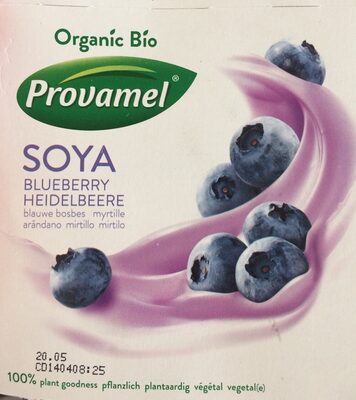 Organic Bio
Provamel®
SOYA
BLUEBERRY
HEIDELBEERE
blauwe bosbes myrtille
arándano mirtillo mirtilo
20.05
CD140408:25
100% plant goodness pflanzlich plantaardig végétal vegetal(e)